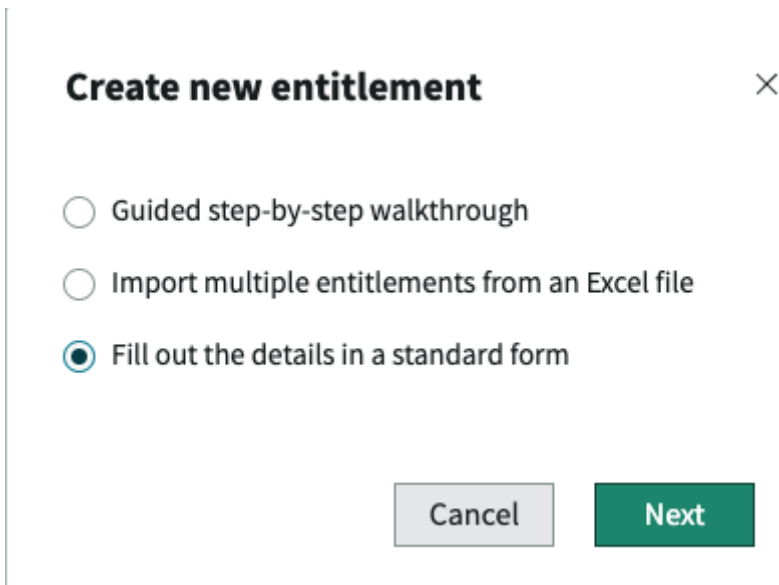 Create new entitlement
Guided step-by-step walkthrough
Import multiple entitlements from an Excel file
Fill out the details in a standard form
Cancel
Next